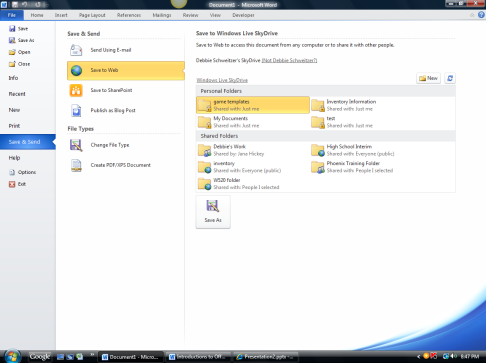 Document1 - Microsoft Word
File Home Insert Page Layout References Mailings Review View Developer
Save
Save As
Open
Close
Info
Recent
New
Print
Save & Send
Help
Options
Exit
Save & Send
Send Using E-mail
Save to Web
Save to SharePoint
Publish as Blog Post
File Types
Change File Type
Create PDF/XPS Document
Save to Windows Live SkyDrive
Save to Web to access this document from any computer or to share it with other people.
Debbie Schweitzer's SkyDrive (Not Debbie Schweitzer?)
Windows Live SkyDrive
New
Personal Folders
game templates
Shared with: Just me
Inventory Information
Shared with: Just me
My Documents
Shared with: Just me
test
Shared with: Just me
Shared Folders
Debbie's Work
Shared by: Jane Hickey
High School Interim
Shared with: Everyone (public)
inventory
Shared with: Everyone (public)
Phoenix Training Folder
Shared with: People I selected
W520 Folder
Shared with: People I selected
Save As
Google
Document1 - Micro...
Introductions to Off...
Presentation2.pptx -...
8:47 PM